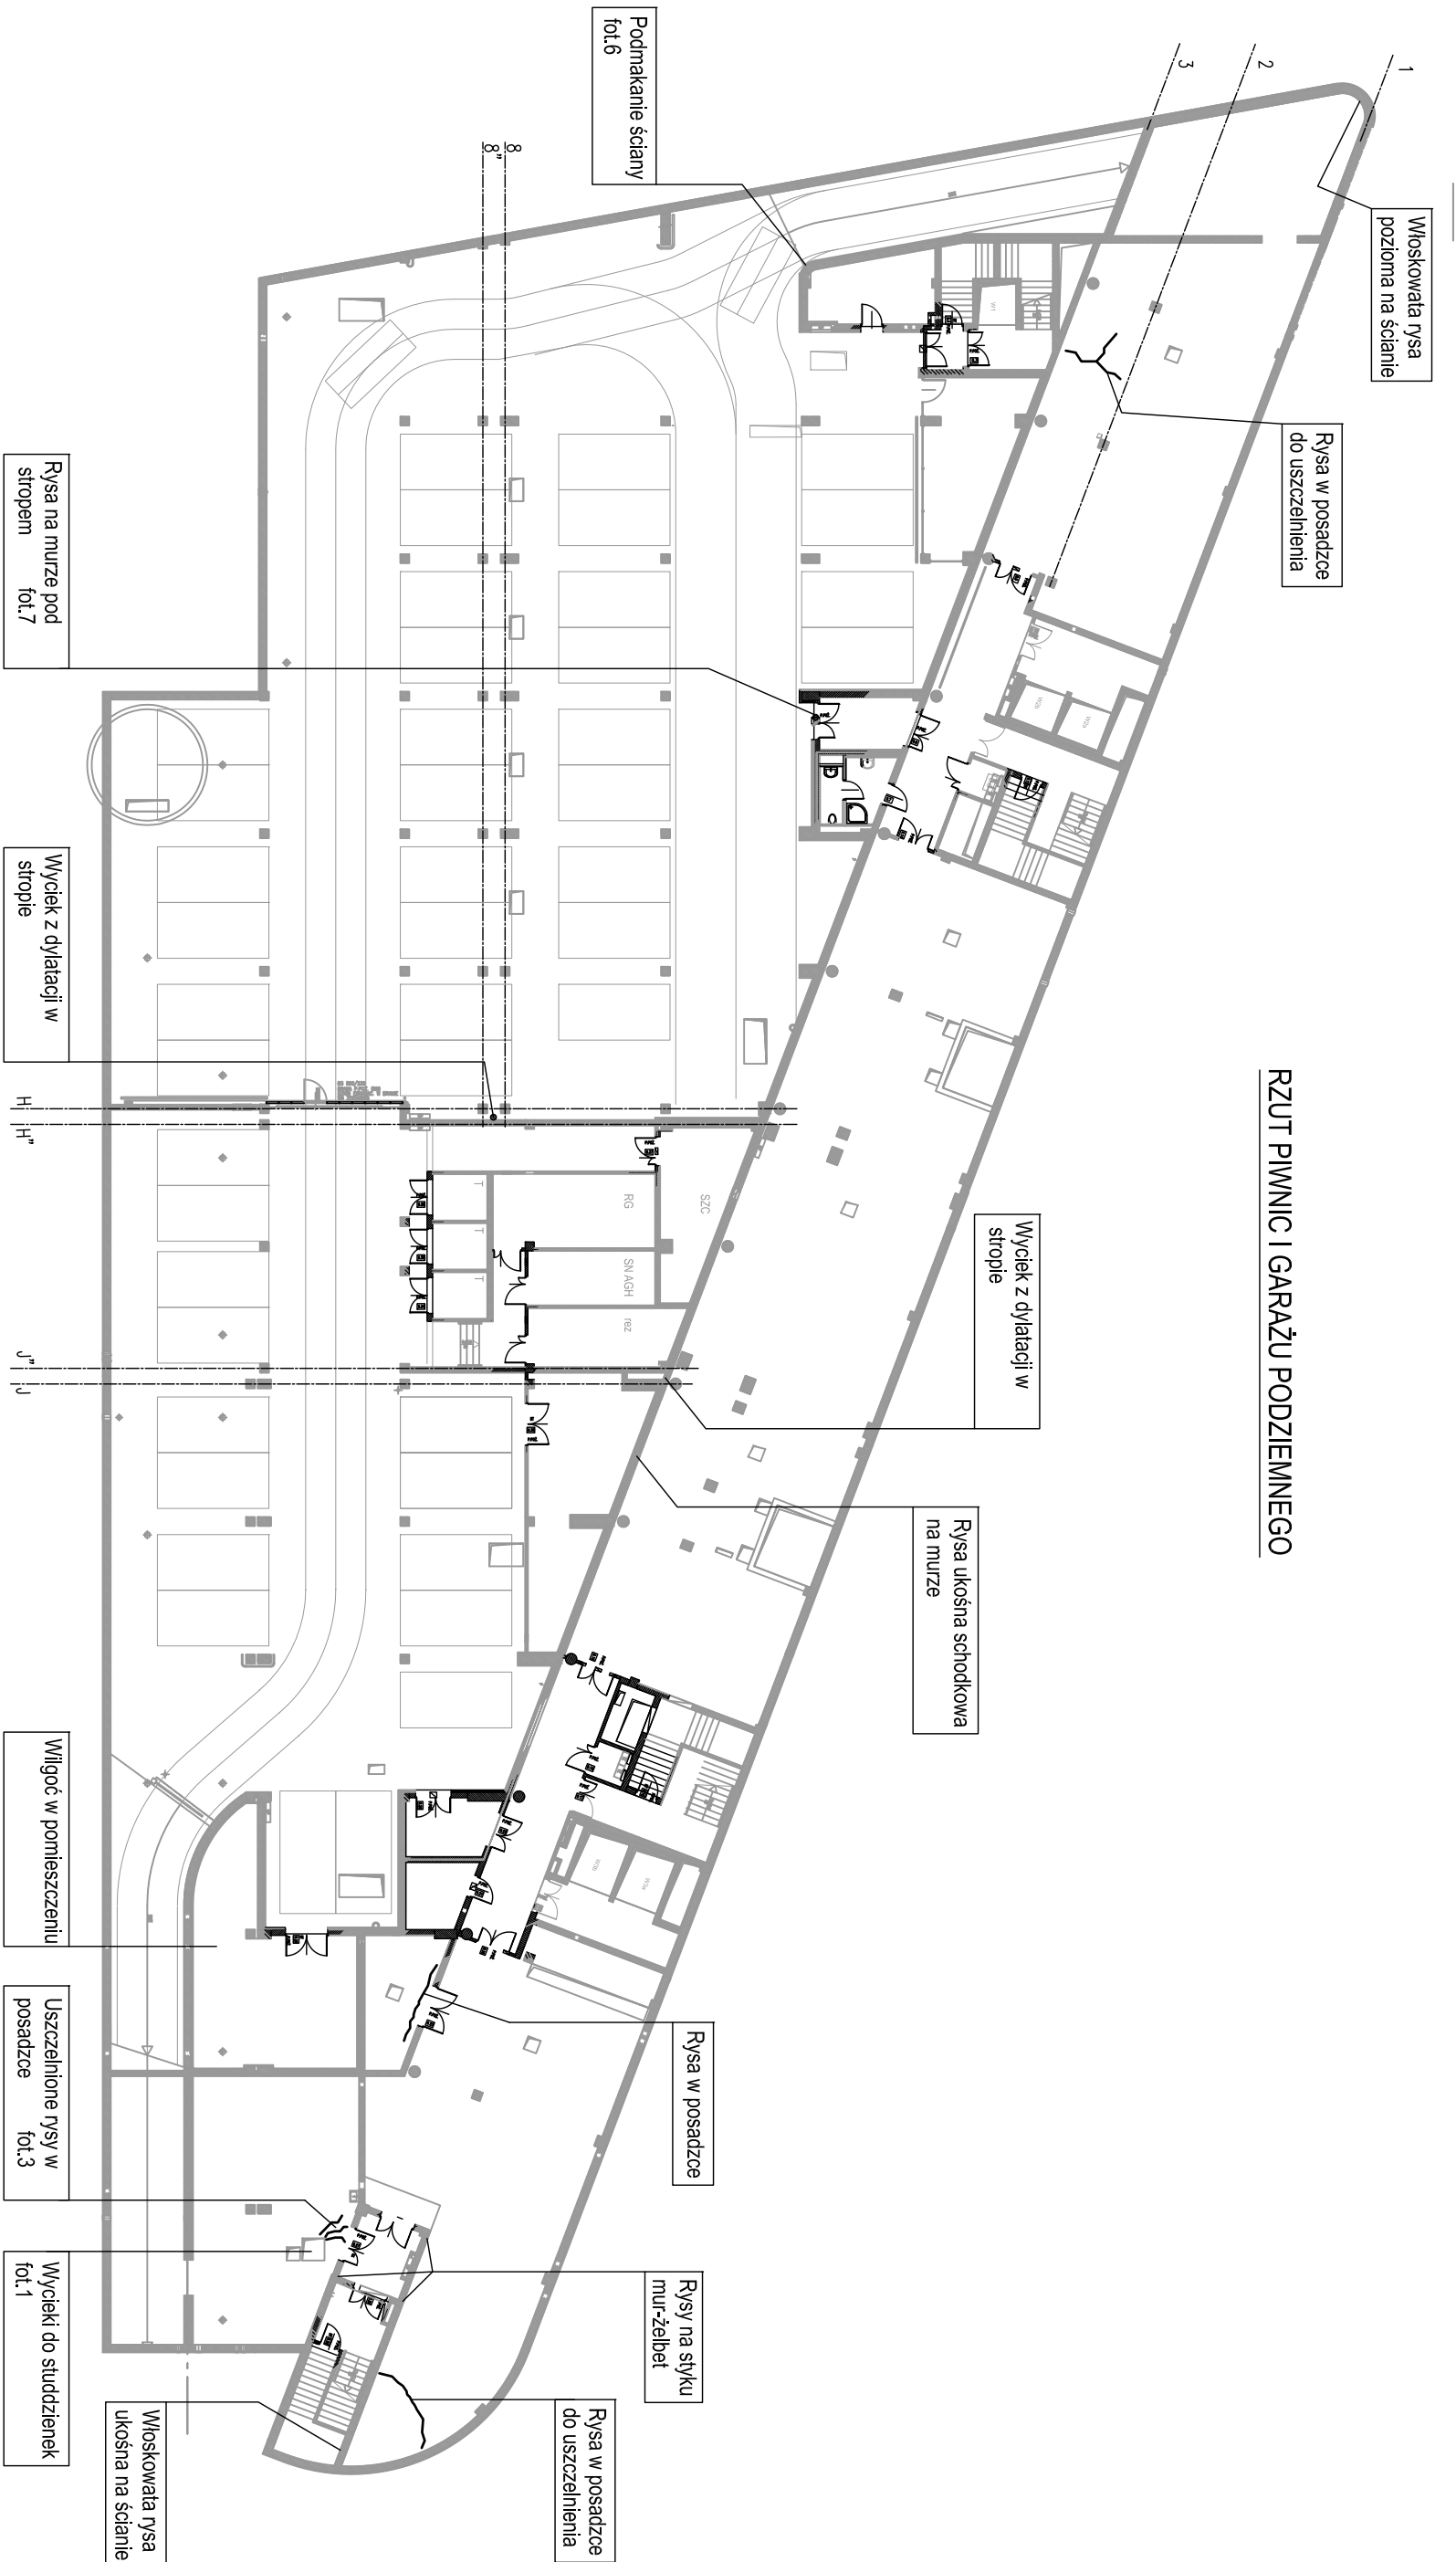 RZUT PIWNIC I GARAŻU PODZIEMNEGO
1
2
3
Włoskowata rysa
pozioma na ścianie
Rysa w posadzce
do uszczelnienia
Wyciek z dylatacji w
stropie
Rysa ukośna schodkowa
na murze
Rysa w posadzce
Rysy na styku
mur-żelbet
Rysa w posadzce
do uszczelnienia
Podmakanie ściany
fot.6
8
8"
Rysa na murze pod
stropem fot.7
Wyciek z dylatacji w
stropie
H
H"
J"
J
SZC
RG
SN AGH
rez
T
T
T
Wilgoć w pomieszczeniu
Uszczelnione rysy w
posadzce fot.3
Wycieki do studdzienek
fot.1
Włoskowata rysa
ukośna na ścianie